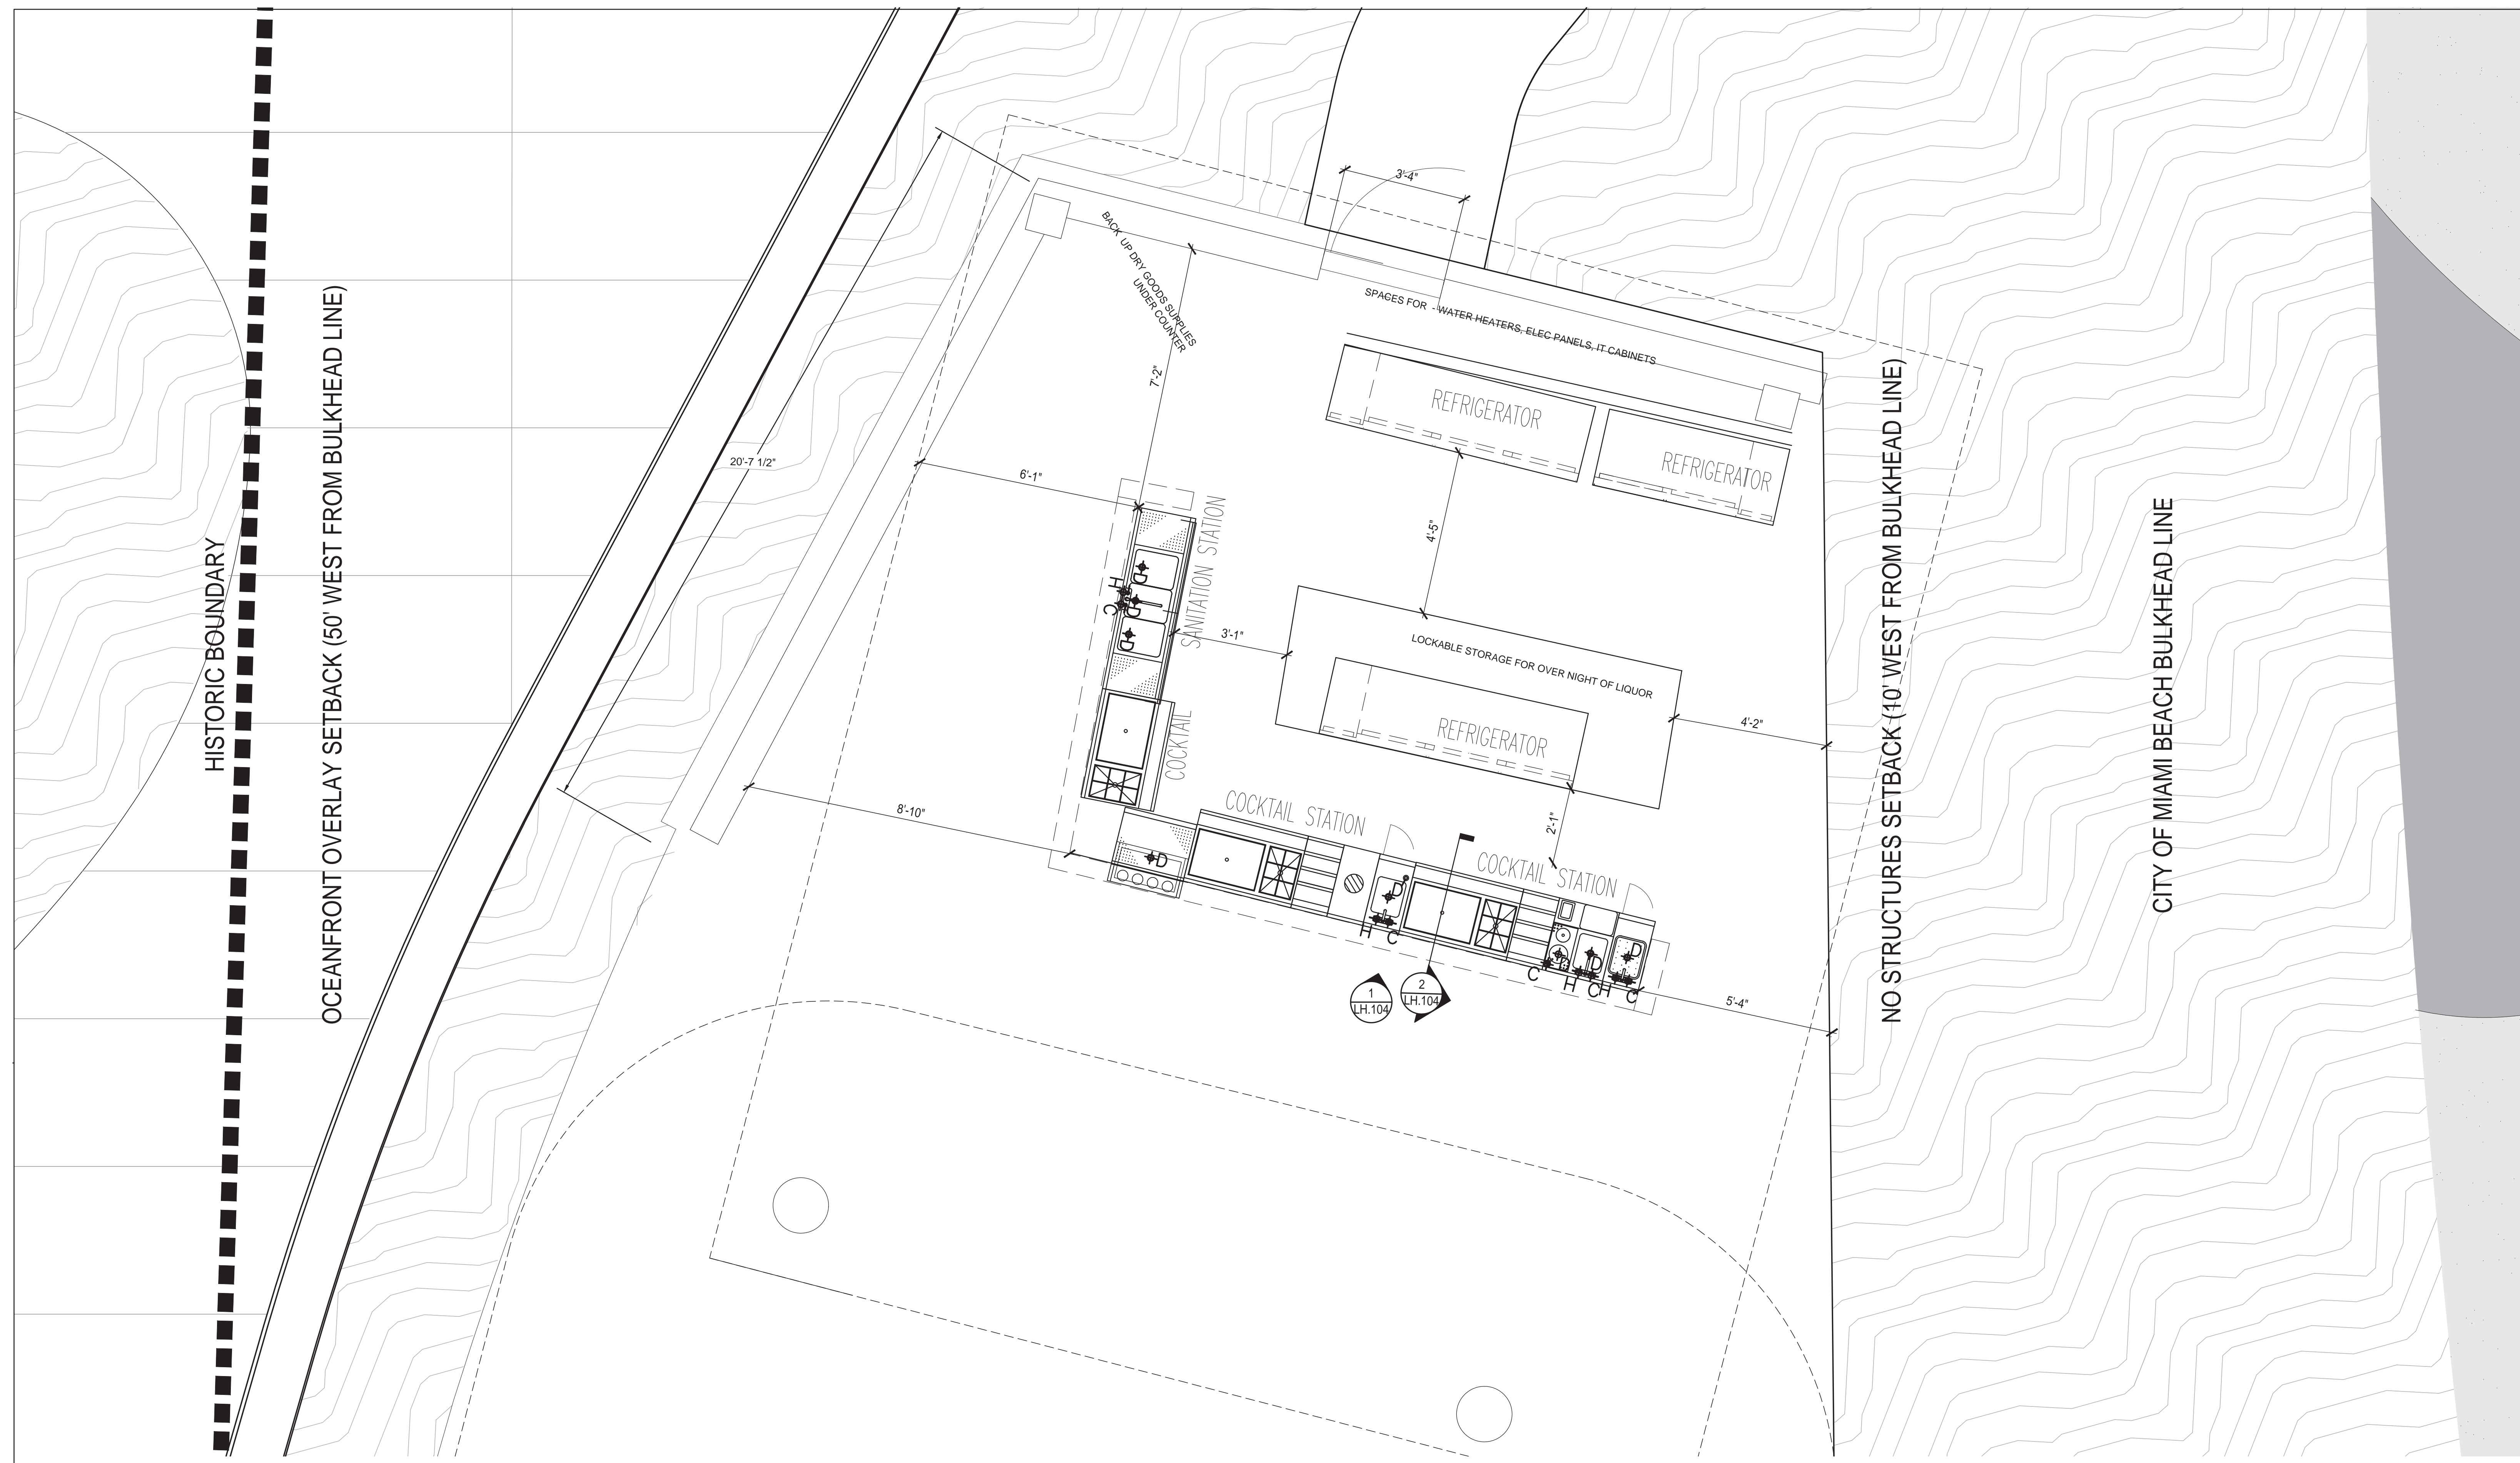 HISTORIC BOUNDARY
OCEANFRONT OVERLAY SETBACK (50' WEST FROM BULKHEAD LINE)
20'-7 1/2"
3'-4"
BACK UP DRY GOODS SUPPLIES
UNDER COUNTER
SPACES FOR - WATER HEATERS, ELEC PANELS, IT CABINETS
7'-2"
REFRIGERATOR
REFRIGERATOR
6'-1"
4'-5"
SANITATION STATION
D
H
C
D
D
3'-1"
LOCKABLE STORAGE FOR OVER NIGHT OF LIQUOR
REFRIGERATOR
4'-2"
COCKTAIL
8'-10"
COCKTAIL STATION
2'-1"
COCKTAIL STATION
D
D
H
C
D
D
D
C
H
C
H
C
1
LH.104
2
LH.104
5'-4"
NO STRUCTURES SETBACK (10' WEST FROM BULKHEAD LINE)
CITY OF MIAMI BEACH BULKHEAD LINE